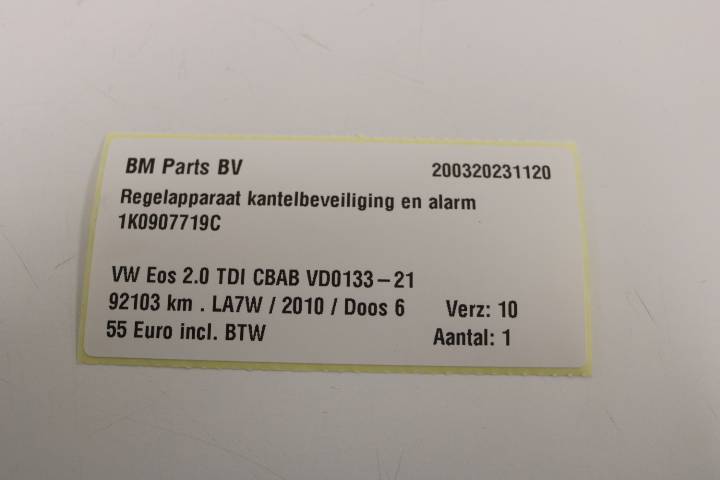 BM Parts BV 200320231120
Regelapparaat kantelbeveiliging en alarm
1K0907719C
VW Eos 2.0 TDI CBAB VD0133-21
92103 km . LA7W / 2010 / Doos 6 Verz: 10
55 Euro incl. BTW Aantal: 1